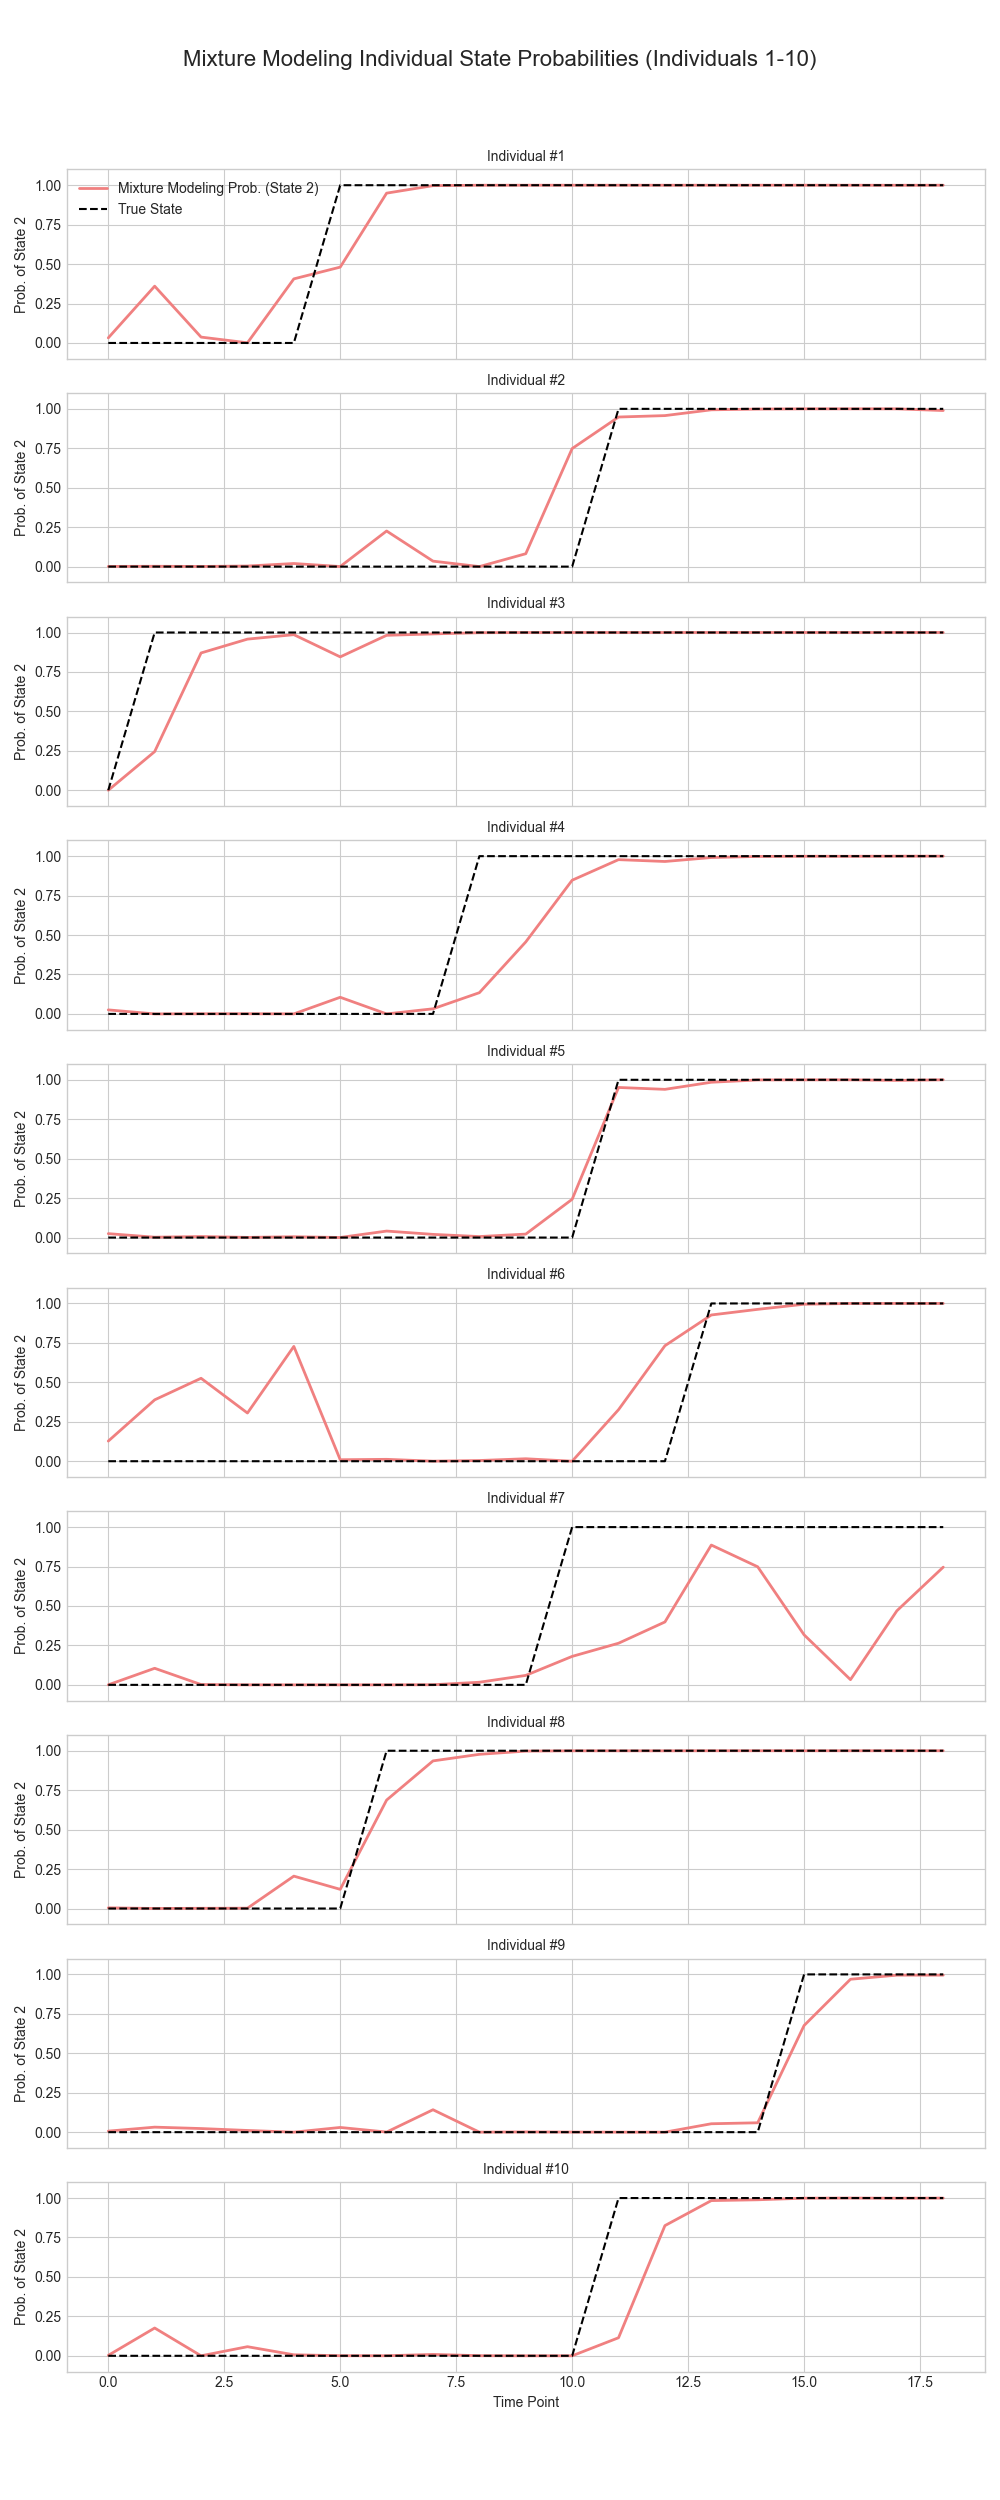 Mixture Modeling Individual State Probabilities (Individuals 1-10)
Individual #1
Mixture Modeling Prob. (State 2)
True State
Prob. of State 2
1.00
0.75
0.50
0.25
0.00
Individual #2
Prob. of State 2
1.00
0.75
0.50
0.25
0.00
Individual #3
Prob. of State 2
1.00
0.75
0.50
0.25
0.00
Individual #4
Prob. of State 2
1.00
0.75
0.50
0.25
0.00
Individual #5
Prob. of State 2
1.00
0.75
0.50
0.25
0.00
Individual #6
Prob. of State 2
1.00
0.75
0.50
0.25
0.00
Individual #7
Prob. of State 2
1.00
0.75
0.50
0.25
0.00
Individual #8
Prob. of State 2
1.00
0.75
0.50
0.25
0.00
Individual #9
Prob. of State 2
1.00
0.75
0.50
0.25
0.00
Individual #10
Prob. of State 2
1.00
0.75
0.50
0.25
0.00
0.0 2.5 5.0 7.5 10.0 12.5 15.0 17.5
Time Point